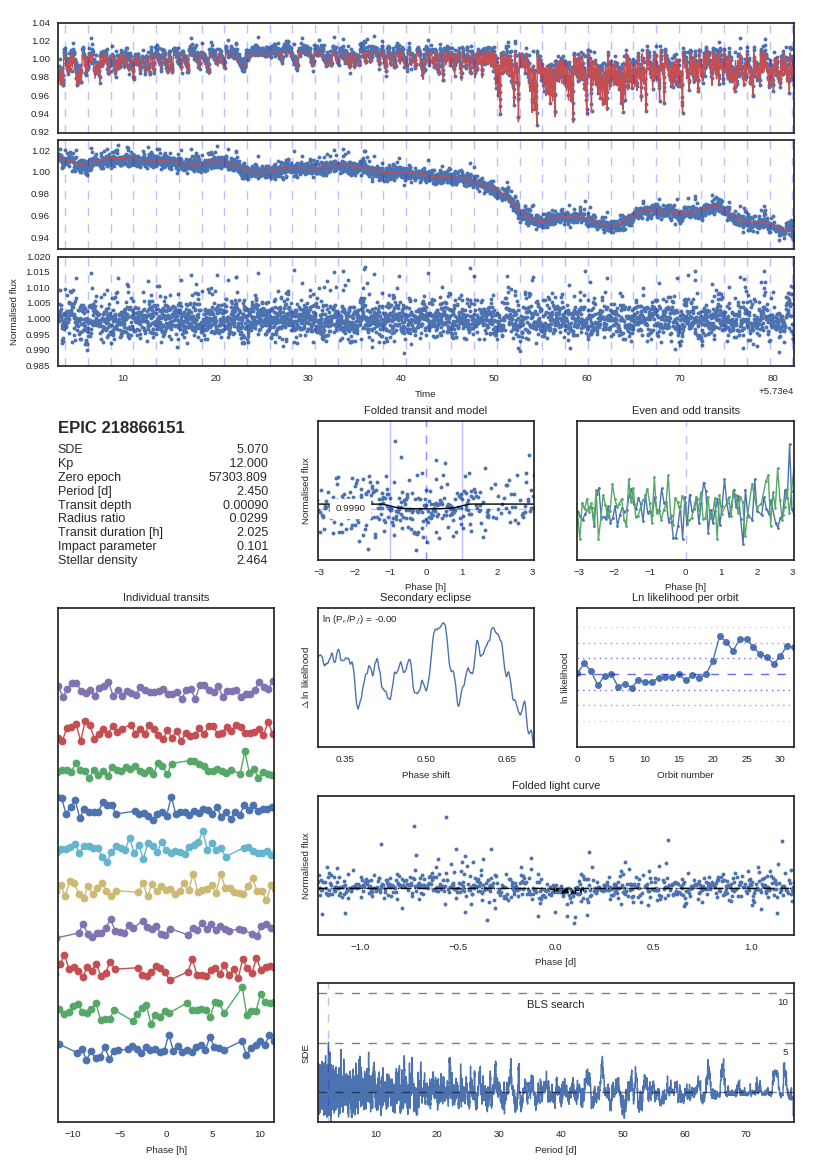 1.04
1.02
1.00
0.98
0.96
0.94
0.92
1.02
1.00
0.98
0.96
0.94
1.020
1.015
1.010
1.005
1.000
0.995
0.990
0.985
Normalised flux
10 20 30 40 50 60 70 80
Time
+5.73e4
EPIC 218866151
SDE 5.070
Kp 12.000
Zero epoch 57303.809
Period [d] 2.450
Transit depth 0.00090
Radius ratio 0.0299
Transit duration [h] 2.025
Impact parameter 0.101
Stellar density 2.464
Folded transit and model
Normalised flux
0.9990
−3 −2 −1 0 1 2 3
Phase [h]
Even and odd transits
−3 −2 −1 0 1 2 3
Phase [h]
Individual transits
−10 −5 0 5 10
Phase [h]
Secondary eclipse
ln (Pₑ/P𝑓) = -0.00
Δ ln likelihood
0.35 0.50 0.65
Phase shift
Ln likelihood per orbit
ln likelihood
0 5 10 15 20 25 30
Orbit number
Folded light curve
Normalised flux
−1.0 −0.5 0.0 0.5 1.0
Phase [d]
BLS search
10
5
SDE
10 20 30 40 50 60 70
Period [d]